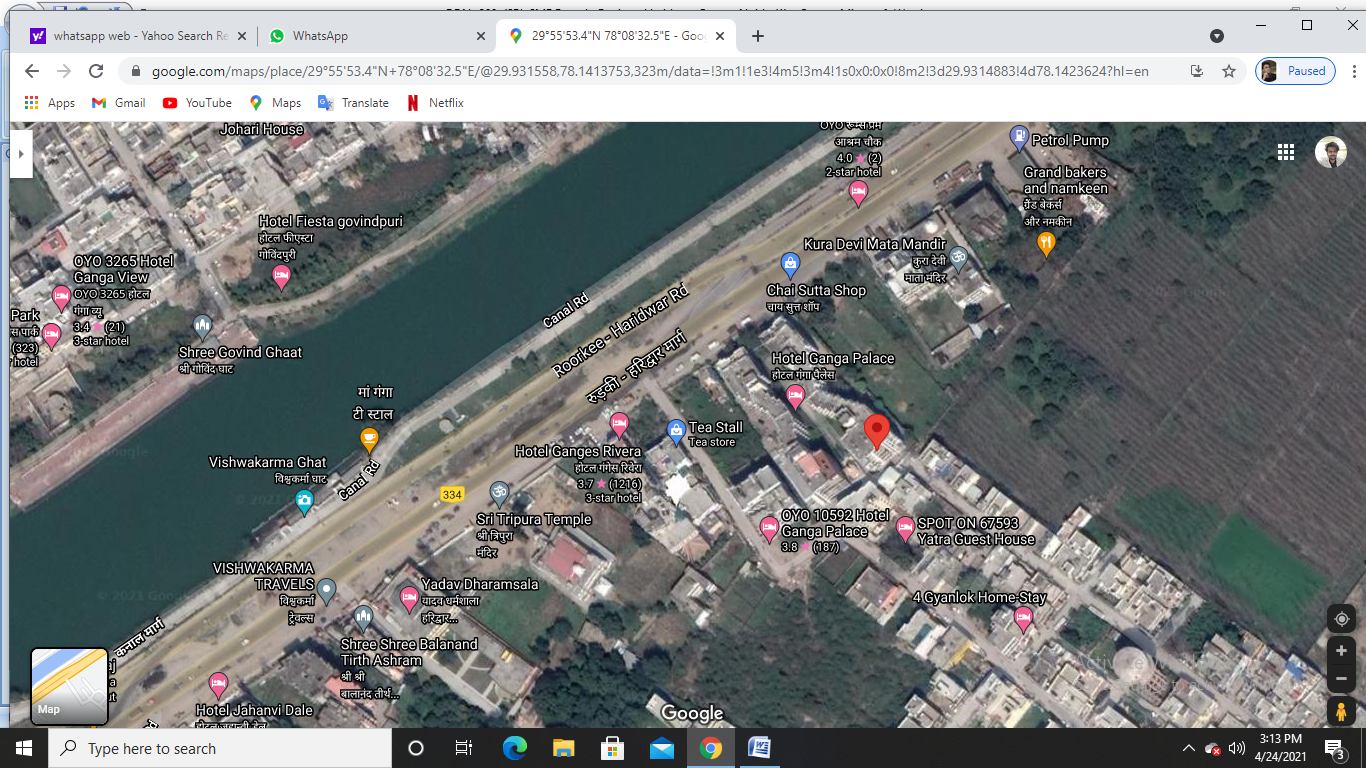 whatsapp web - Yahoo Search Re
WhatsApp
29°55'53.4"N 78°08'32.5"E - Goo
google.com/maps/place/29°55'53.4"N+78°08'32.5"E/@29.931558,78.1413753,323m/data=!3m1!1e3!4m5!3m4!1s0x0:0x0!8m2!3d29.9314883!4d78.1423624?hl=en
Paused
Apps
Gmail
YouTube
Maps
Translate
Netflix
Johari House
OYO रूम्स प्रेम
आश्रम चौक
4.0 ★ (2)
2-star hotel
Petrol Pump
Grand bakers
and namkeen
ग्रैंड बेकर्स
और नमकीन
Hotel Fiesta govindpuri
होटल फीएस्टा
गोविंदपुरी
Kura Devi Mata Mandir
कुरा देवी
माता मंदिर
OYO 3265 Hotel
Ganga View
OYO 3265 होटल
गंगा व्यू
3.4 ★ (21)
3-star hotel
Chai Sutta Shop
चाय सुत्त शॉप
Park
स पार्क
(323)
hotel
Canal Rd
Roorkee - Haridwar Rd
रुड़की - हरिद्वार मार्ग
Shree Govind Ghaat
श्री गोविंद घाट
Hotel Ganga Palace
होटल गंगा पैलेस
मां गंगा
टी स्टाल
Tea Stall
Tea store
Hotel Ganges Rivera
होटल गंगेस रिवेरा
3.7 ★ (1216)
3-star hotel
Vishwakarma Ghat
विश्वकर्मा घाट
Canal Rd
334
Sri Tripura Temple
श्री त्रिपुरा
मंदिर
OYO 10592 Hotel
Ganga Palace
3.8 ★ (187)
SPOT ON 67593
Yatra Guest House
VISHWAKARMA
TRAVELS
विश्वकर्मा
ट्रेवल्स
Yadav Dharamsala
यादव धर्मशाला
हरिद्वार...
4 Gyanlok Home-Stay
Shree Shree Balanand
Tirth Ashram
श्री श्री
बालानंद तीर्थ...
कनाल मार्ग
Hotel Jahanvi Dale
Map
Google
Type here to search
3:13 PM
4/24/2021
3